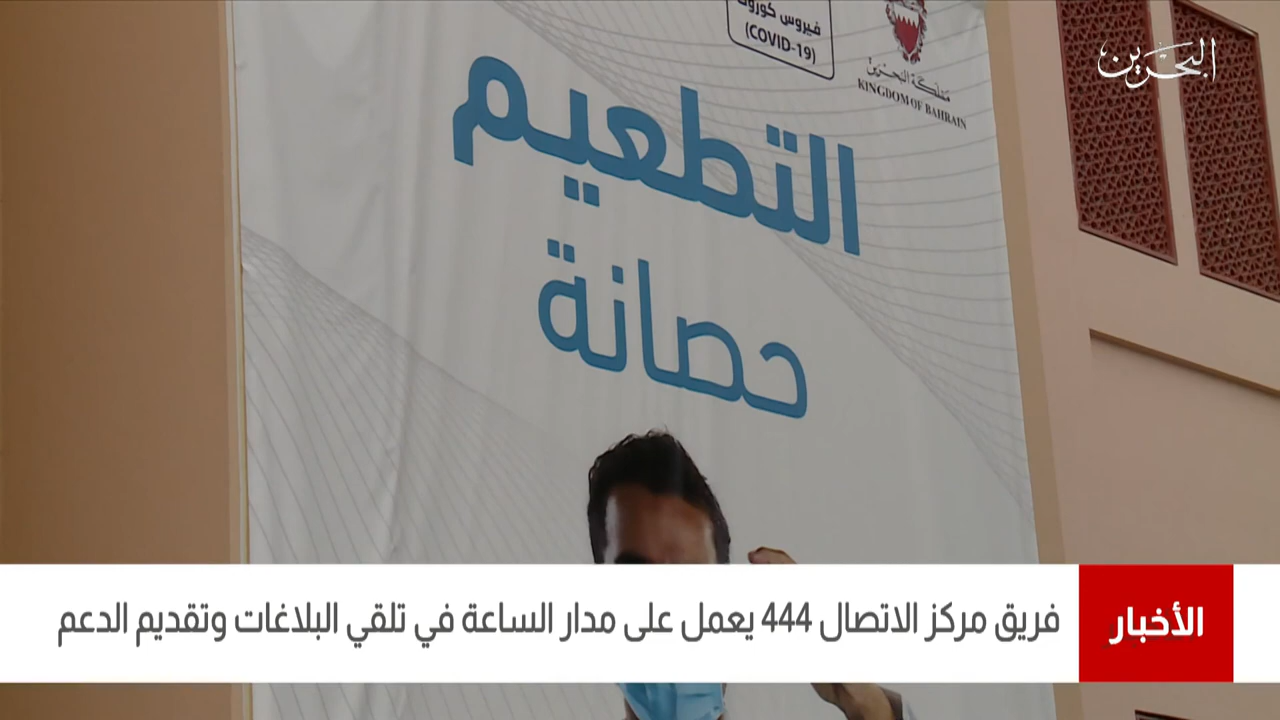 فيروس كورونا
(COVID-19)
مملكة البحرين
KINGDOM OF BAHRAIN
البحرين
التطعيم
حصانة
الأخبار
فريق مركز الاتصال 444 يعمل على مدار الساعة في تلقي البلاغات وتقديم الدعم